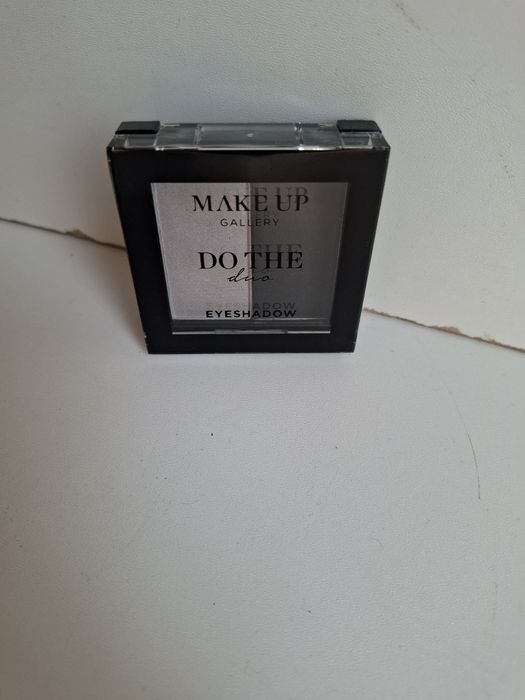 MAKE UP
GALLERY
DO THE
duo
EYESHADOW